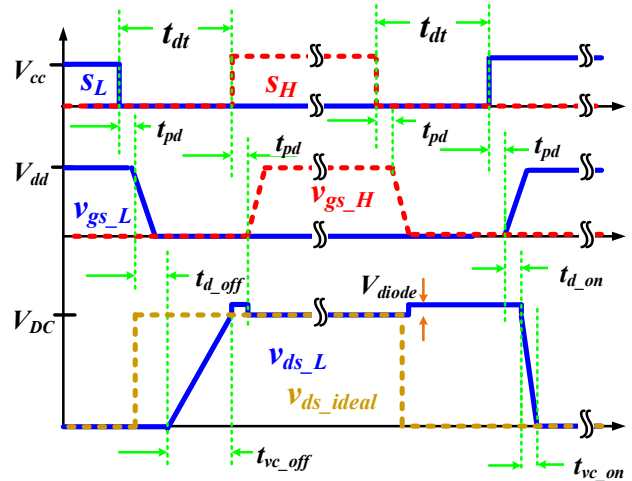 t_dt
t_dt
V_cc
s_L
s_H
t_pd
t_pd
t_pd
t_pd
V_dd
v_gs_L
v_gs_H
t_d_off
V_diode
t_d_on
V_DC
v_ds_L
v_ds_ideal
t_vc_off
t_vc_on